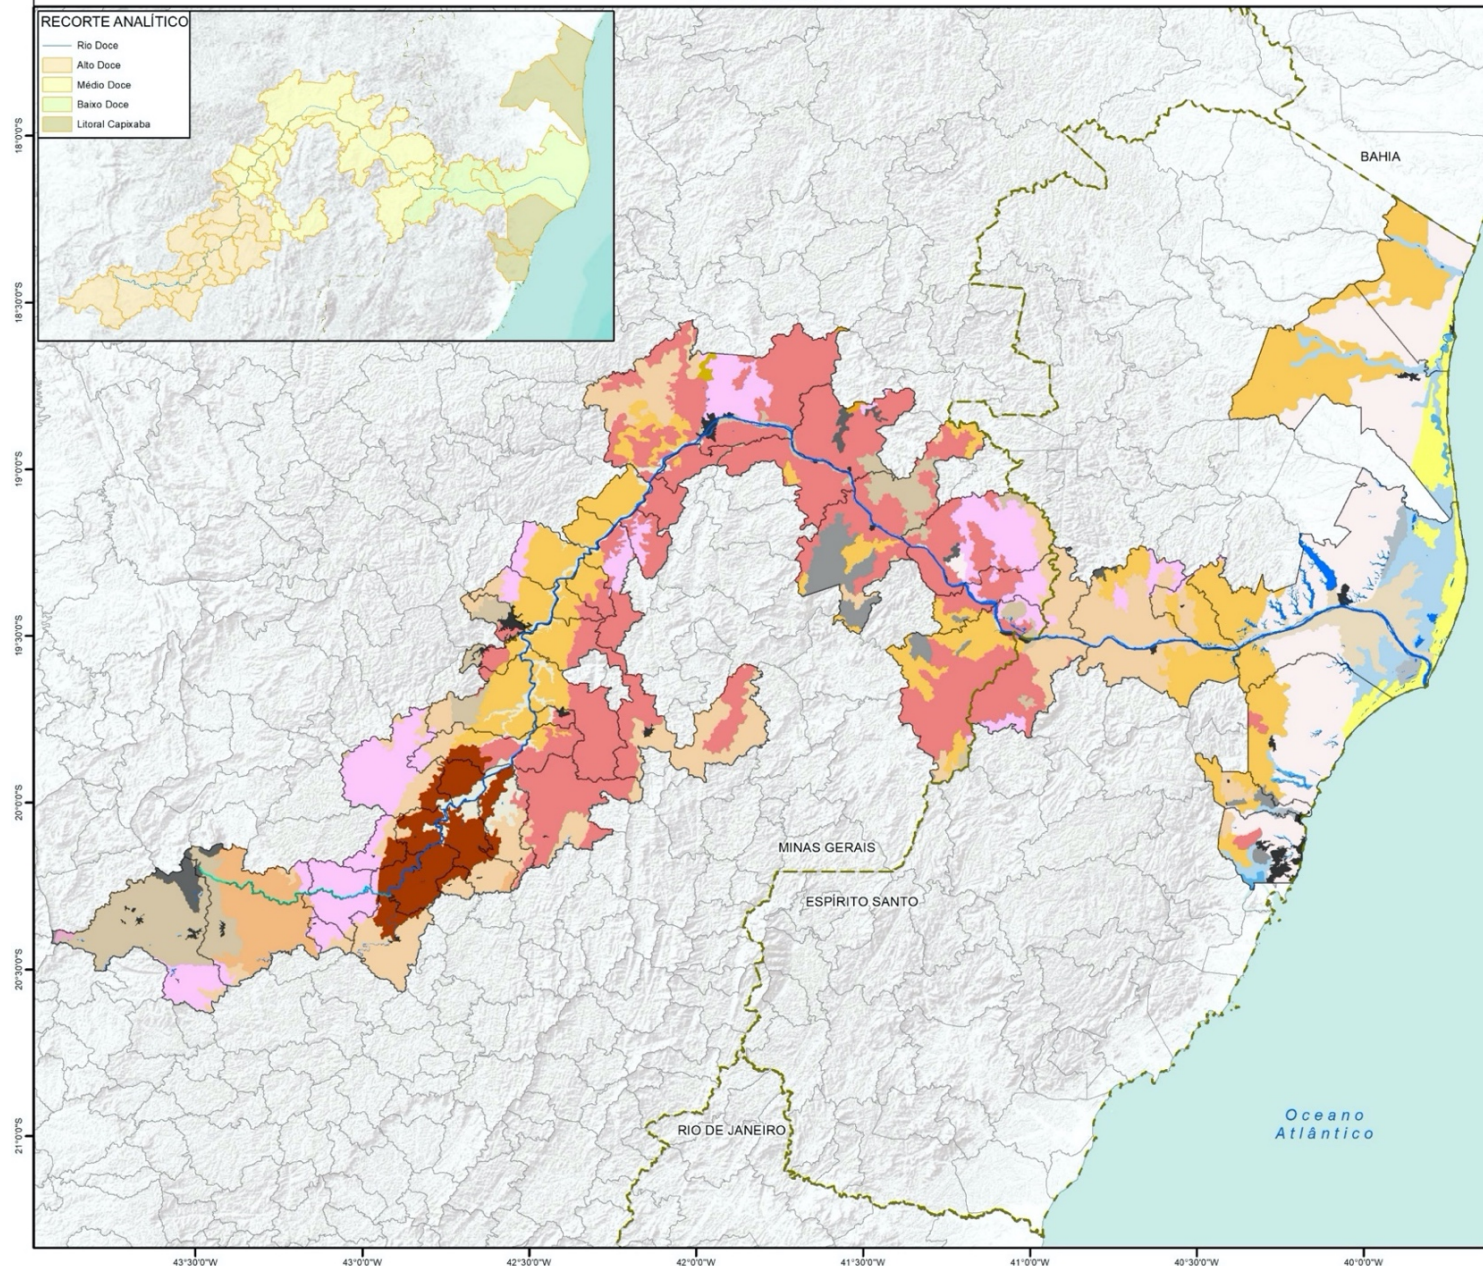 RECORTE ANALÍTICO
Rio Doce
Alto Doce
Médio Doce
Baixo Doce
Litoral Capixaba
BAHIA
MINAS GERAIS
ESPÍRITO SANTO
RIO DE JANEIRO
Oceano
Atlântico
18°0'0"S
18°30'0"S
19°0'0"S
19°30'0"S
20°0'0"S
20°30'0"S
21°0'0"S
43°30'0"W
43°0'0"W
42°30'0"W
42°0'0"W
41°30'0"W
41°0'0"W
40°30'0"W
40°0'0"W